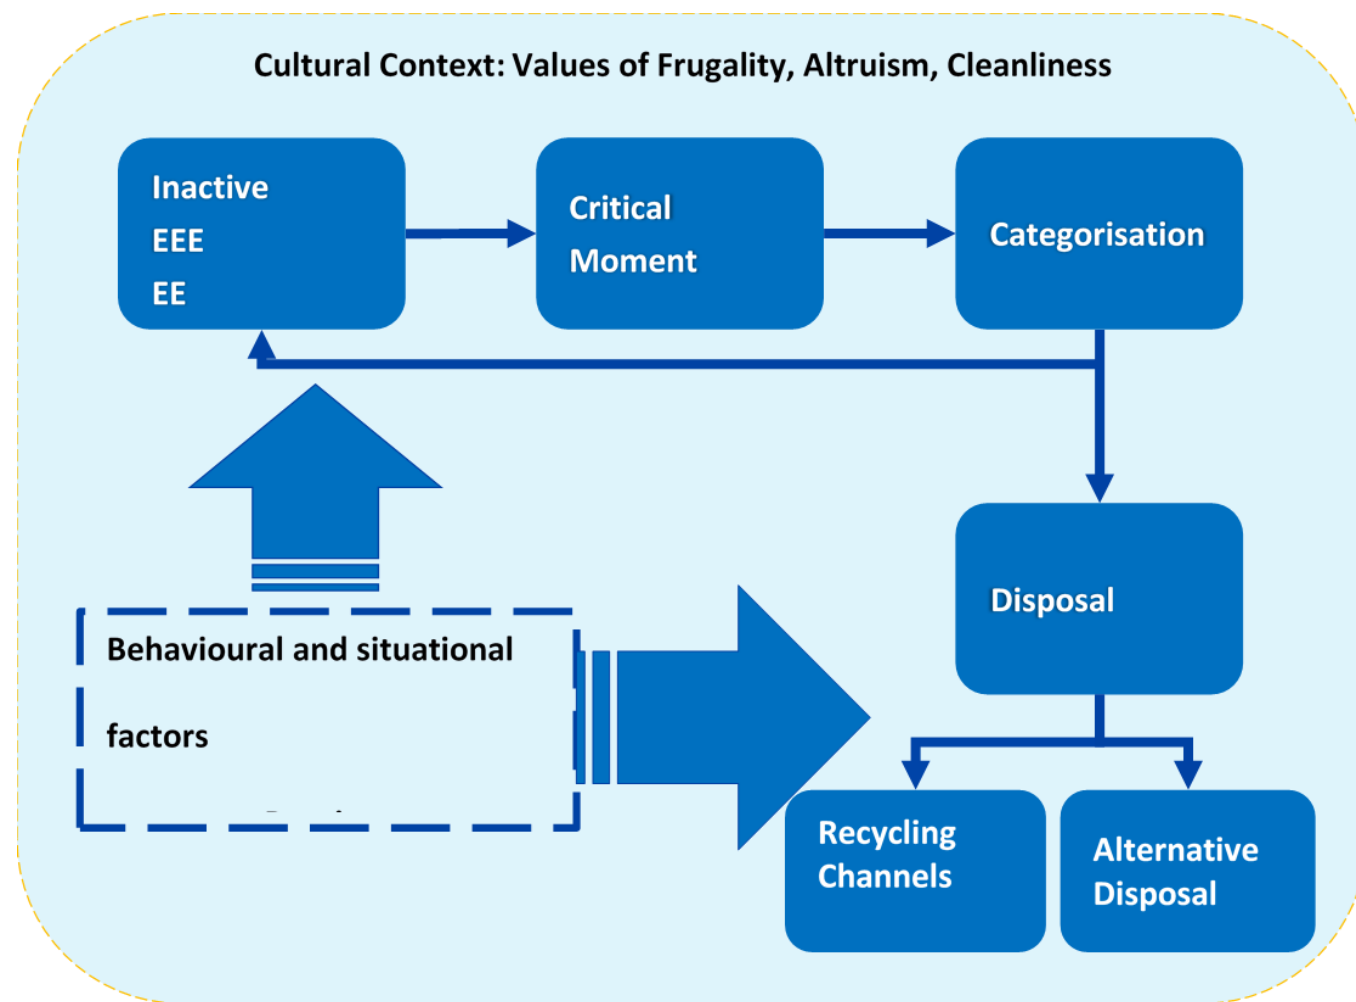 Cultural Context: Values of Frugality, Altruism, Cleanliness
Inactive
EEE
EE
Critical
Moment
Categorisation
Disposal
Behavioural and situational
factors
Recycling
Channels
Alternative
Disposal